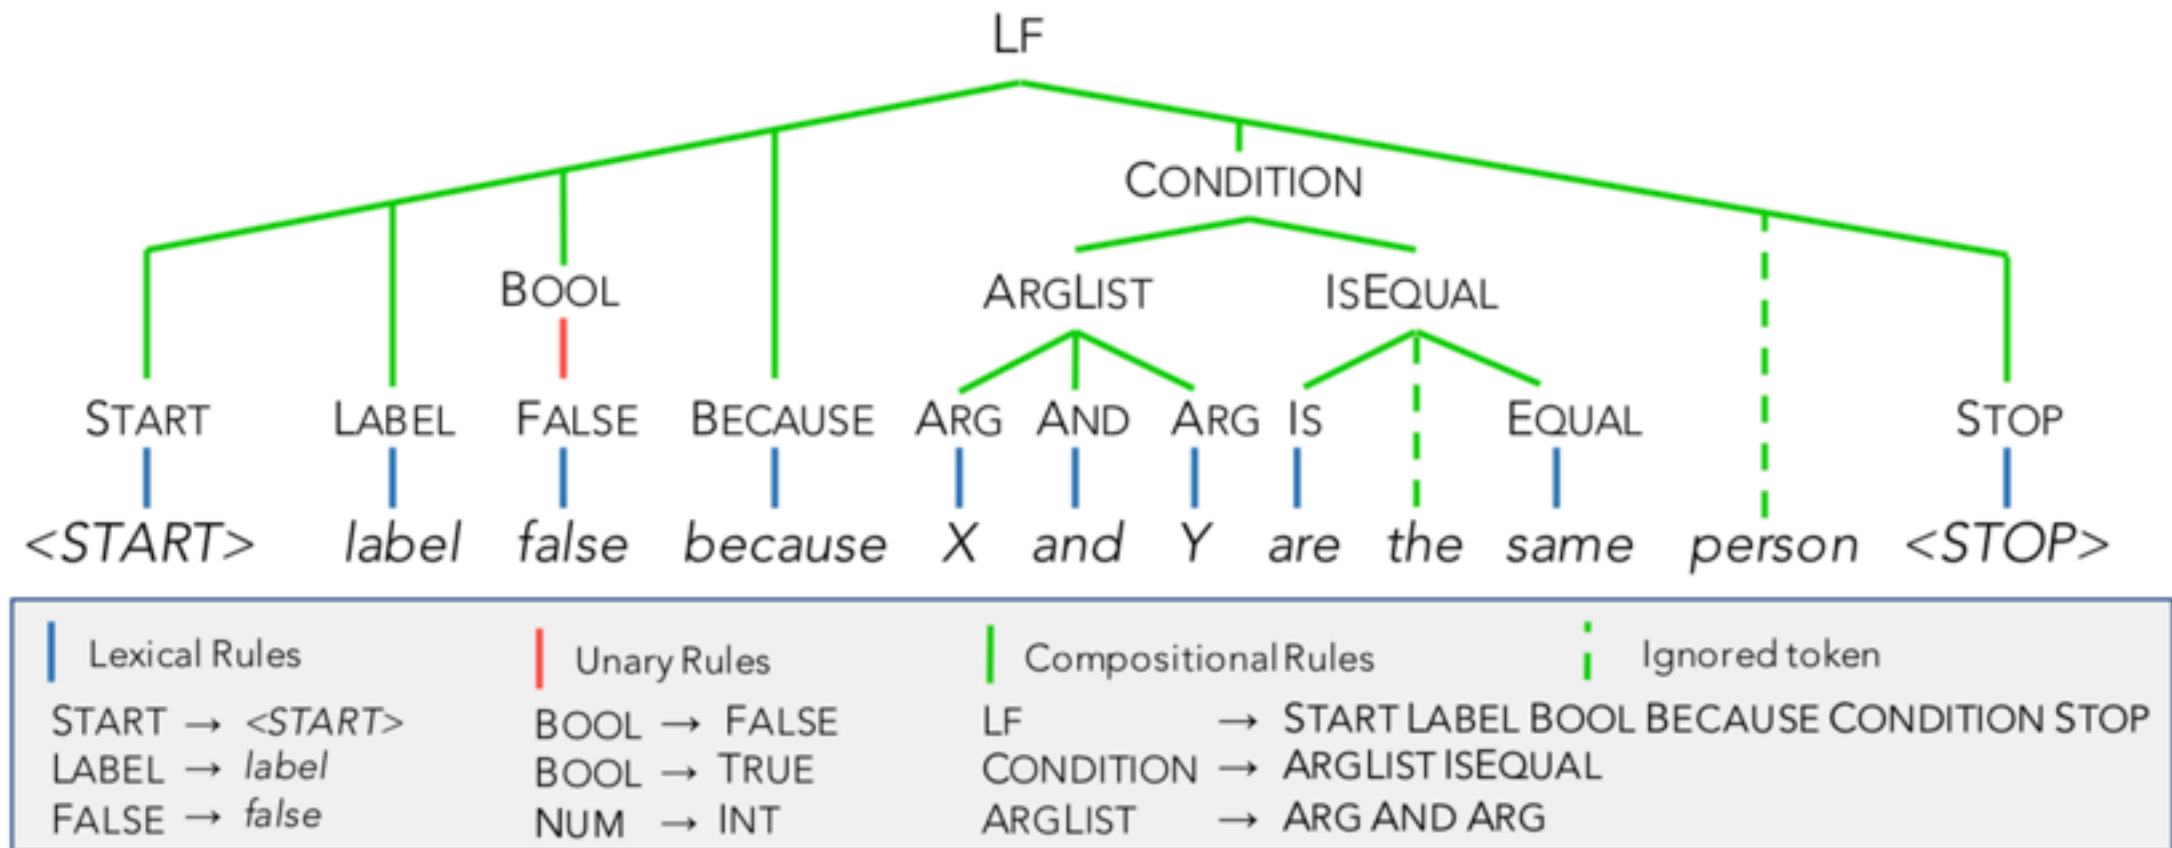 LF
CONDITION
BOOL ARGLIST ISEQUAL
START LABEL FALSE BECAUSE ARG AND ARG IS EQUAL STOP
<START> label false because X and Y are the same person <STOP>
Lexical Rules Unary Rules Compositional Rules Ignored token
START → <START> BOOL → FALSE LF → START LABEL BOOL BECAUSE CONDITION STOP
LABEL → label BOOL → TRUE CONDITION → ARGLIST ISEQUAL
FALSE → false NUM → INT ARGLIST → ARG AND ARG